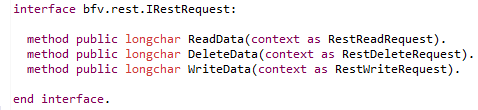 interface bfv.rest.IRestRequest:
method public longchar ReadData(context as RestReadRequest).
method public longchar DeleteData(context as RestDeleteRequest).
method public longchar WriteData(context as RestWriteRequest).
end interface.